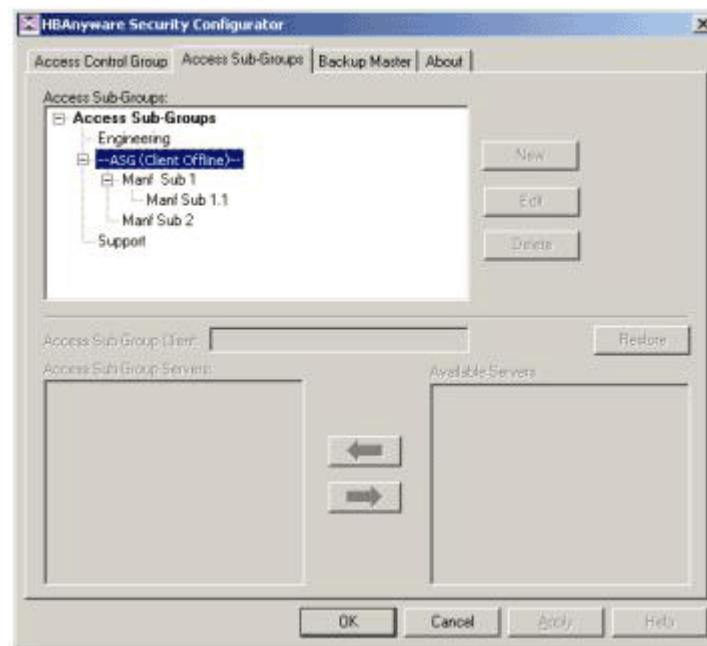 HBAnyware Security Configurator
Access Control Group Access Sub-Groups Backup Master About
Access Sub-Groups:
Access Sub-Groups
Engineering
--ASG (Client Offline)--
Manf Sub 1
Manf Sub 1.1
Manf Sub 2
Support
New
Edit
Delete
Access Sub Group Client:
Restore
Access Sub Group Servers:
Available Servers
OK Cancel Apply Help